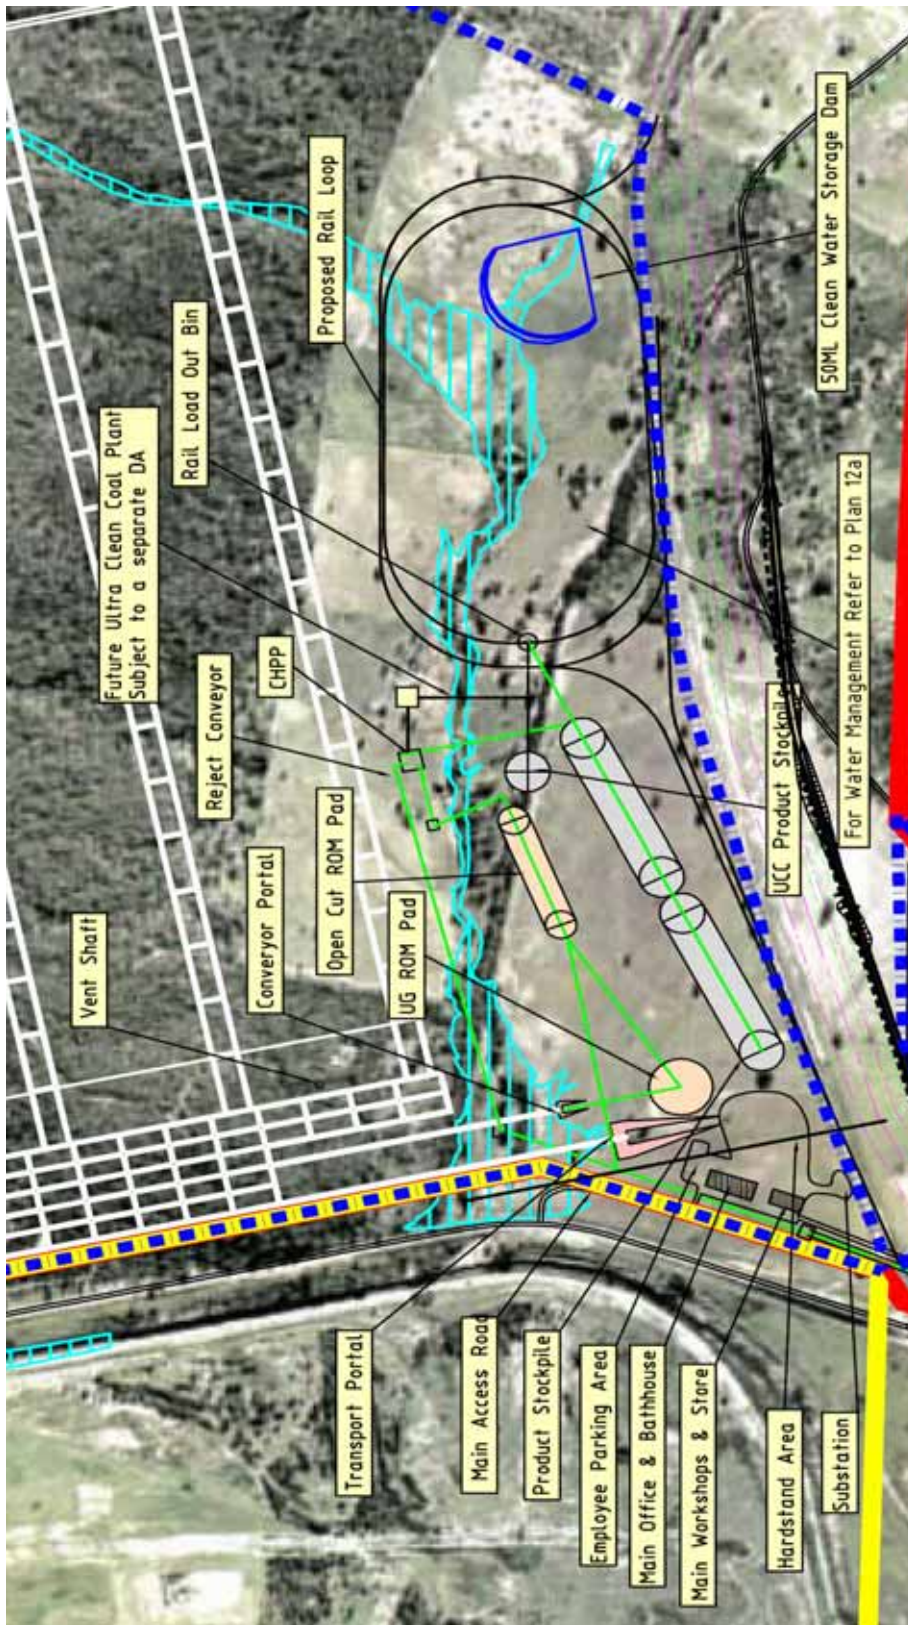 Vent Shaft
Converyor Portal
UG ROM Pad
Open Cut ROM Pad
Reject Conveyor
CHPP
Future Ultra Clean Coal Plant
Subject to a separate DA
Rail Load Out Bin
Proposed Rail Loop
Transport Portal
Main Access Road
Product Stockpile
Employee Parking Area
Main Office & Bathhouse
Main Workshops & Store
Hardstand Area
Substation
UCC Product Stockpile
For Water Management Refer to Plan 12a
50ML Clean Water Storage Dam